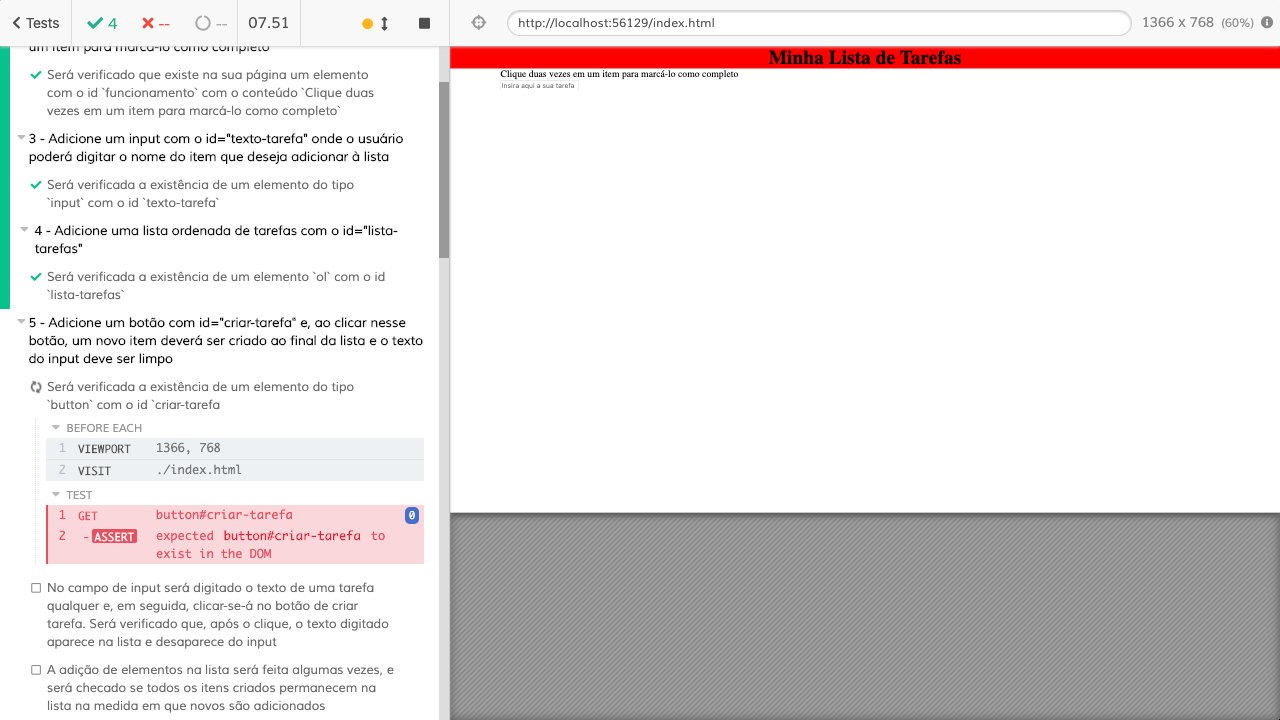 Tests
4
--
--
07.51
http://localhost:56129/index.html
1366 x 768 (60%)
um item para marcá-lo como completo
Será verificado que existe na sua página um elemento
com o id `funcionamento` com o conteúdo `Clique duas
vezes em um item para marcá-lo como completo`
3 - Adicione um input com o id="texto-tarefa" onde o usuário
poderá digitar o nome do item que deseja adicionar à lista
Será verificada a existência de um elemento do tipo
`input` com o id `texto-tarefa`
4 - Adicione uma lista ordenada de tarefas com o id="lista-
tarefas"
Será verificada a existência de um elemento `ol` com o id
`lista-tarefas`
5 - Adicione um botão com id="criar-tarefa" e, ao clicar nesse
botão, um novo item deverá ser criado ao final da lista e o texto
do input deve ser limpo
Será verificada a existência de um elemento do tipo
`button` com o id `criar-tarefa
BEFORE EACH
1 VIEWPORT 1366, 768
2 VISIT ./index.html
TEST
1 GET button#criar-tarefa 0
2 -ASSERT expected button#criar-tarefa to
exist in the DOM
No campo de input será digitado o texto de uma tarefa
qualquer e, em seguida, clicar-se-á no botão de criar
tarefa. Será verificado que, após o clique, o texto digitado
aparece na lista e desaparece do input
A adição de elementos na lista será feita algumas vezes, e
será checado se todos os itens criados permanecem na
lista na medida em que novos são adicionados
Minha Lista de Tarefas
Clique duas vezes em um item para marcá-lo como completo
Insira aqui a sua tarefa